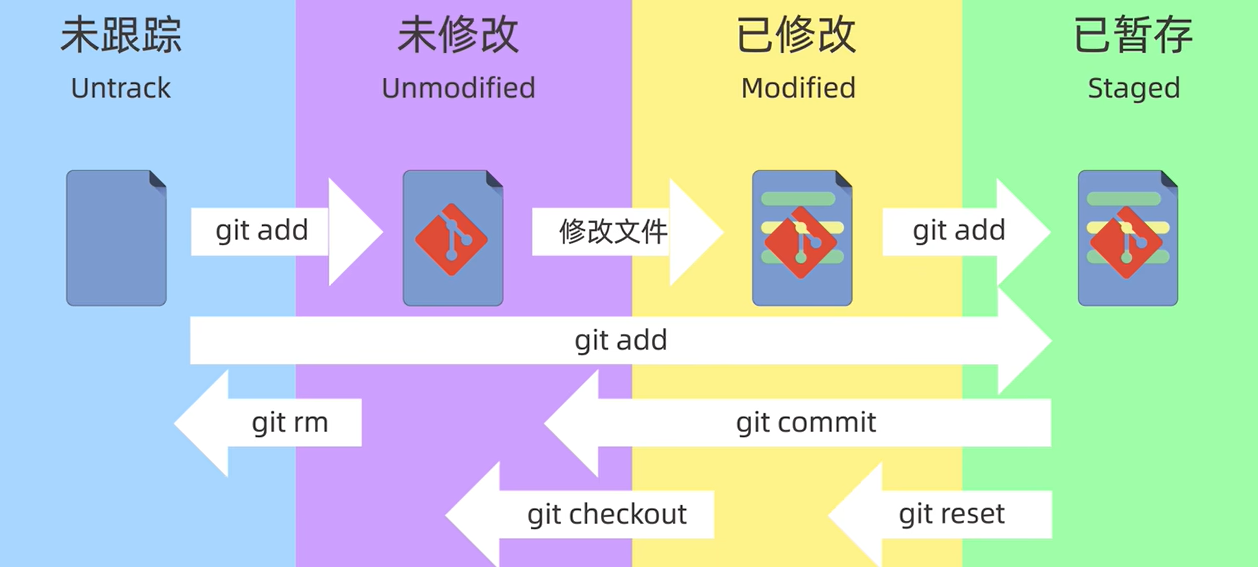 未跟踪
Untrack
未修改
Unmodified
已修改
Modified
已暂存
Staged
git add
修改文件
git add
git add
git rm
git commit
git checkout
git reset